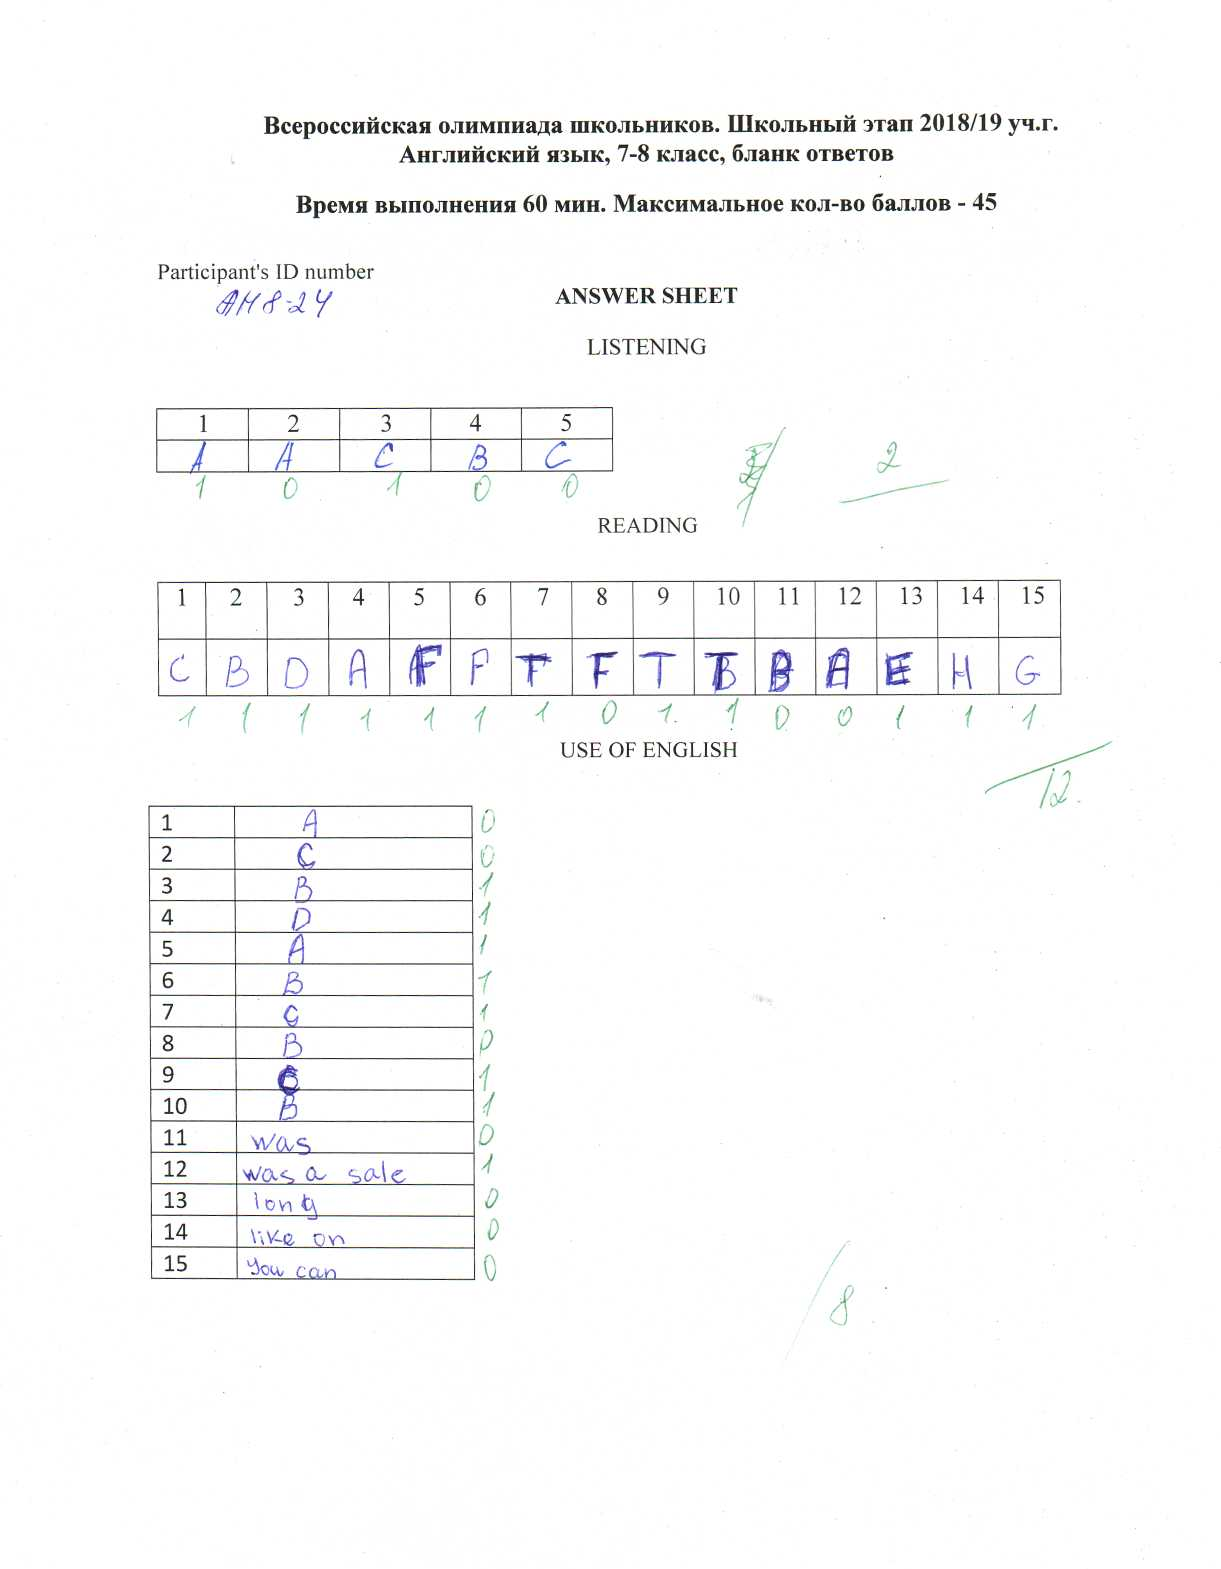 Всероссийская олимпиада школьников. Школьный этап 2018/19 уч.г.
Английский язык, 7-8 класс, бланк ответов
Время выполнения 60 мин. Максимальное кол-во баллов - 45
Participant's ID number
АН8-24
ANSWER SHEET
LISTENING
1 2 3 4 5
A A C B C
1 0 1 0 0
2
READING
1 2 3 4 5 6 7 8 9 10 11 12 13 14 15
C B D A F F T F T B B A E H G
1 1 1 1 1 1 1 0 1. 1 0 0 1 1 1
12.
USE OF ENGLISH
1 A 0
2 C 0
3 B 1
4 D 1
5 A 1
6 B 1
7 C 1
8 B 0
9 C 1
10 B 1
11 was 0
12 was a sale 1
13 long 0
14 like on 0
15 You can 0
8